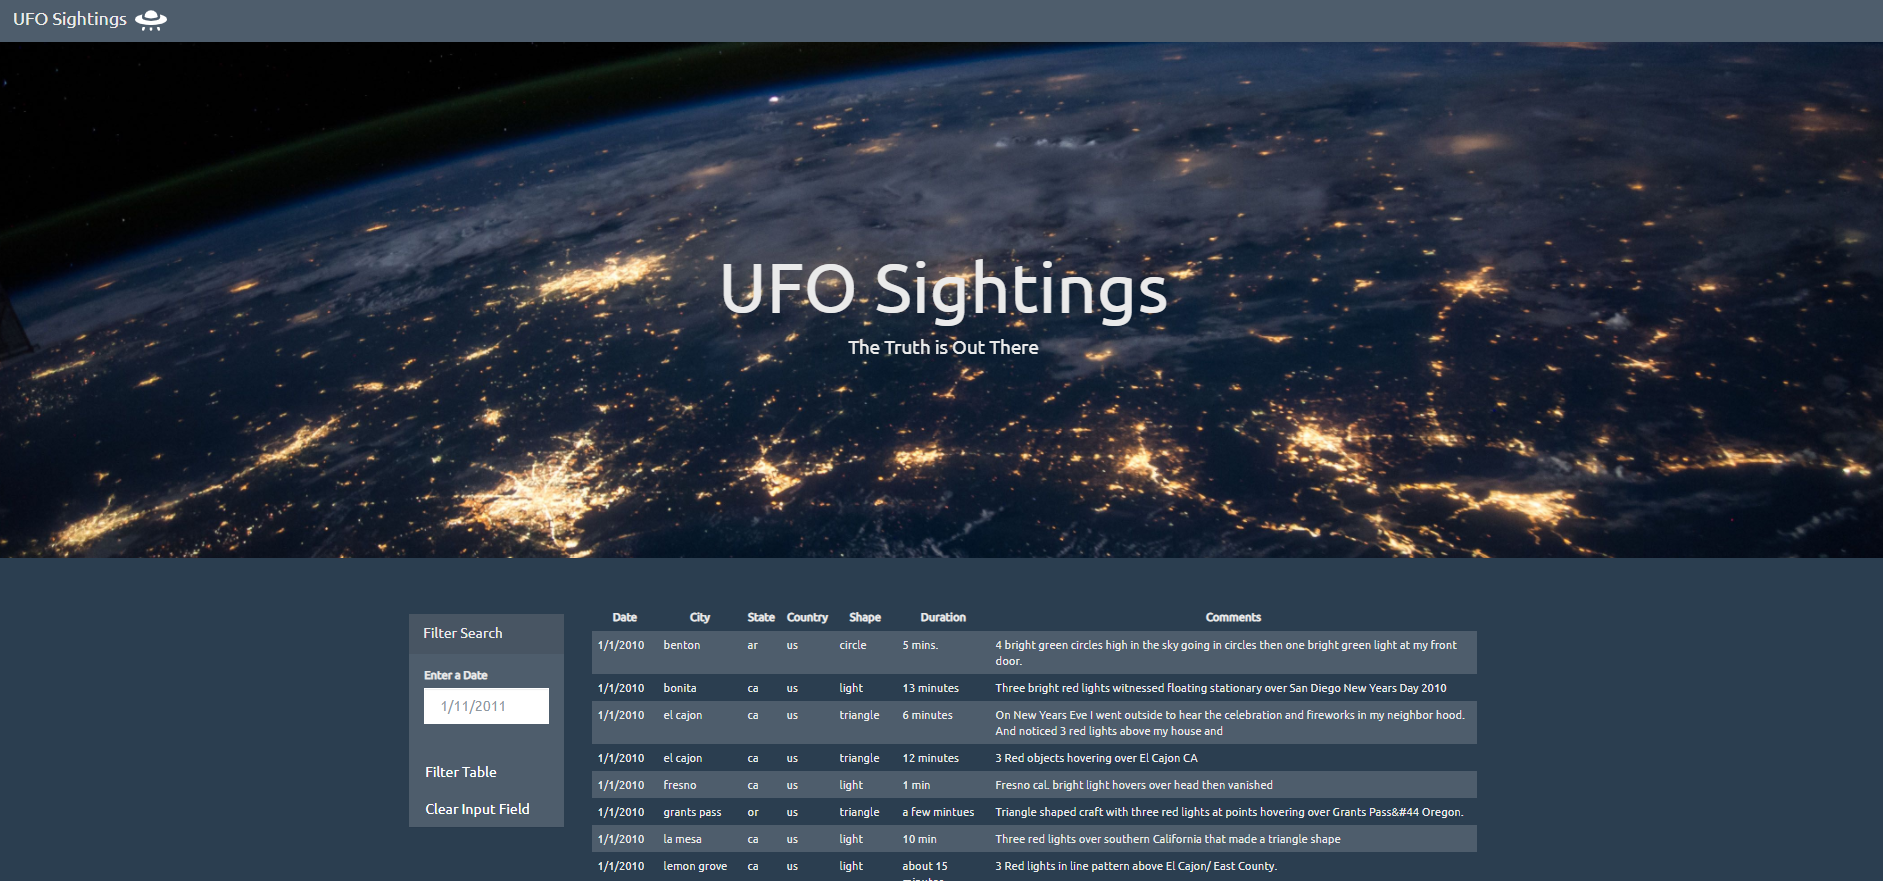 UFO Sightings
UFO Sightings
The Truth is Out There
Filter Search
Enter a Date
1/11/2011
Filter Table
Clear Input Field
Date City State Country Shape Duration Comments
1/1/2010 benton ar us circle 5 mins. 4 bright green circles high in the sky going in circles then one bright green light at my front
door.
1/1/2010 bonita ca us light 13 minutes Three bright red lights witnessed floating stationary over San Diego New Years Day 2010
1/1/2010 el cajon ca us triangle 6 minutes On New Years Eve I went outside to hear the celebration and fireworks in my neighbor hood.
And noticed 3 red lights above my house and
1/1/2010 el cajon ca us triangle 12 minutes 3 Red objects hovering over El Cajon CA
1/1/2010 fresno ca us light 1 min Fresno cal. bright light hovers over head then vanished
1/1/2010 grants pass or us triangle a few mintues Triangle shaped craft with three red lights at points hovering over Grants Pass&#44 Oregon.
1/1/2010 la mesa ca us light 10 min Three red lights over southern California that made a triangle shape
1/1/2010 lemon grove ca us light about 15 3 Red lights in line pattern above El Cajon/ East County.